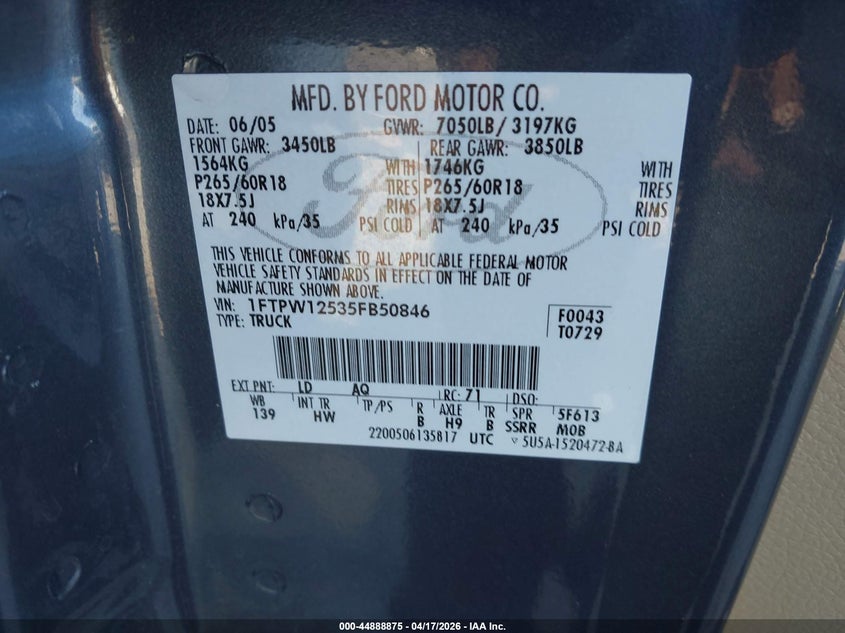 MFD. BY FORD MOTOR CO.
DATE: 06/05 GVWR: 7050LB/ 3197KG
FRONT GAWR: 3450LB REAR GAWR: 3850LB
1564KG WITH 1746KG WITH
P265/60R18 TIRES P265/60R18 TIRES
18X7.5J RIMS 18X7.5J RIMS
AT 240 kPa/35 PSI COLD AT 240 kPa/35 PSI COLD
THIS VEHICLE CONFORMS TO ALL APPLICABLE FEDERAL MOTOR
VEHICLE SAFETY STANDARDS IN EFFECT ON THE DATE OF
MANUFACTURE SHOWN ABOVE.
VIN: 1FTPW12535FB50846
TYPE: TRUCK
F0043
T0729
Ford
EXT PNT: LD AQ RC: 71 DSO:
WB INT TR TP/PS R AXLE TR SPR 5F613
139 HW B H9 B SSRR MOB
2200506135817 UTC 5U5A-1520472-BA
000-44888875 | 04/17/2026 | IAA Inc.